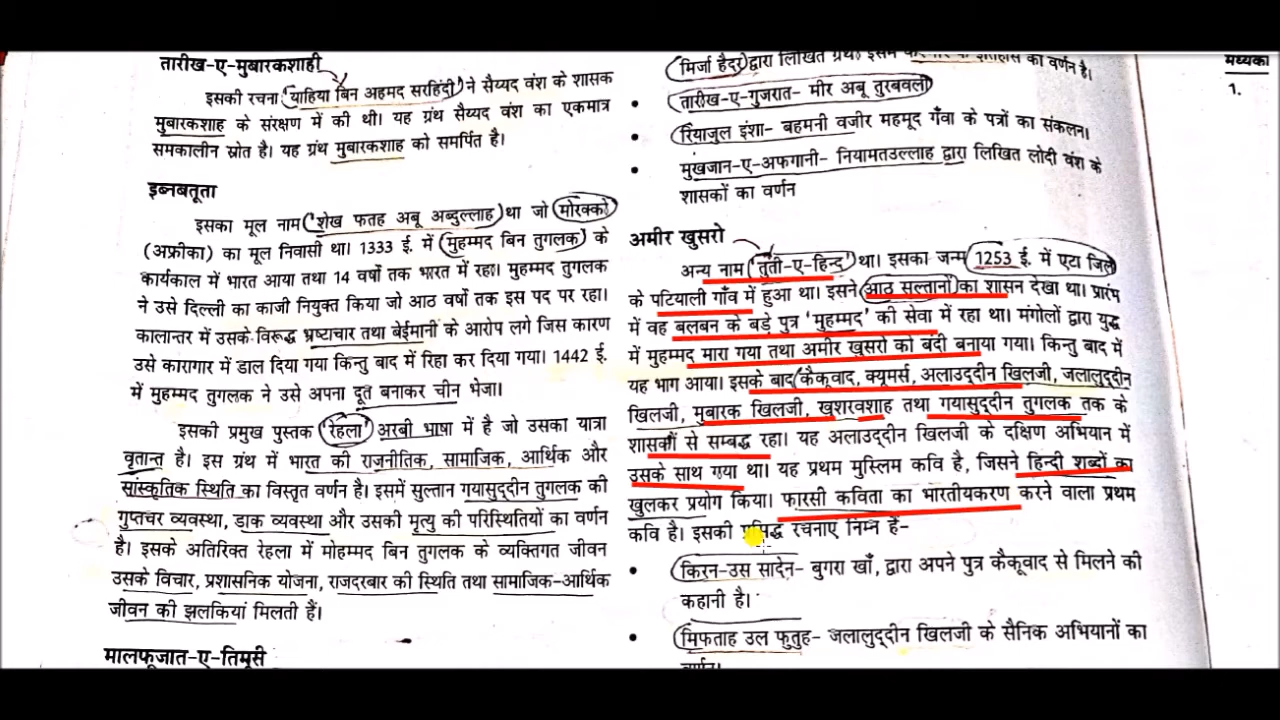 तारीख-ए-मुबारकशाही
इसकी रचना याहिया बिन अहमद सरहिंदी ने सैय्यद वंश के शासक
मुबारकशाह के संरक्षण में की थी। यह ग्रंथ सैय्यद वंश का एकमात्र
समकालीन स्रोत है। यह ग्रंथ मुबारकशाह को समर्पित है।
इब्नबतूता
इसका मूल नाम 'शेख फतह अबू अब्दुल्लाह' था जो मोरक्को
(अफ्रीका) का मूल निवासी था। 1333 ई. में मुहम्मद बिन तुगलक के
कार्यकाल में भारत आया तथा 14 वर्षों तक भारत में रहा। मुहम्मद तुगलक
ने उसे दिल्ली का काजी नियुक्त किया जो आठ वर्षों तक इस पद पर रहा।
कालान्तर में उसके विरूद्ध भ्रष्टाचार तथा बेईमानी के आरोप लगे जिस कारण
उसे कारागार में डाल दिया गया किन्तु बाद में रिहा कर दिया गया। 1442 ई.
में मुहम्मद तुगलक ने उसे अपना दूत बनाकर चीन भेजा।
इसकी प्रमुख पुस्तक 'रेहला' अरबी भाषा में है जो उसका यात्रा
वृतान्त है। इस ग्रंथ में भारत की राजनीतिक, सामाजिक, आर्थिक और
सांस्कृतिक स्थिति का विस्तृत वर्णन है। इसमें सुल्तान गयासुद्दीन तुगलक की
गुप्तचर व्यवस्था, डाक व्यवस्था और उसकी मृत्यु की परिस्थितियों का वर्णन
है। इसके अतिरिक्त रेहला में मोहम्मद बिन तुगलक के व्यक्तिगत जीवन
उसके विचार, प्रशासनिक योजना, राजदरबार की स्थिति तथा सामाजिक-आर्थिक
जीवन की झलकियां मिलती हैं।
मालफूजात-ए-तिमूसी
मिर्जा हैदर द्वारा लिखित ग्रंथ। इसमें का वर्णन है।
• तारीख-ए-गुजरात- मीर अबू तुरबवली
• रियाजुल इंशा- बहमनी वजीर महमूद गँवा के पत्रों का संकलन।
• मुखजान-ए-अफगानी- नियामतउल्लाह द्वारा लिखित लोदी वंश के
शासकों का वर्णन
अमीर खुसरो
अन्य नाम 'तुती-ए-हिन्द' था। इसका जन्म 1253 ई. में एटा जिले
के पटियाली गाँव में हुआ था। इसने आठ सल्तानों का शासन देखा था। प्रारंभ
में वह बलबन के बड़े पुत्र 'मुहम्मद' की सेवा में रहा था। मंगोलों द्वारा युद्ध
में मुहम्मद मारा गया तथा अमीर खुसरो को बंदी बनाया गया। किन्तु बाद में
यह भाग आया। इसके बाद कैकूवाद, क्यूमर्स, अलाउद्दीन खिलजी, जलालुद्दीन
खिलजी, मुबारक खिलजी, खुशरवशाह तथा गयासुद्दीन तुगलक तक के
शासकों से सम्बद्ध रहा। यह अलाउद्दीन खिलजी के दक्षिण अभियान में
उसके साथ गया था। यह प्रथम मुस्लिम कवि है, जिसने हिन्दी शब्दों का
खुलकर प्रयोग किया। फारसी कविता का भारतीयकरण करने वाला प्रथम
कवि है। इसकी प्रसिद्ध रचनाए निम्न हैं-
• किरन-उस सादेन- बुगरा खाँ, द्वारा अपने पुत्र कैकूवाद से मिलने की
कहानी है।
• मिफताह उल फुतुह- जलालुद्दीन खिलजी के सैनिक अभियानों का
वर्णन।
मध्यका
1.